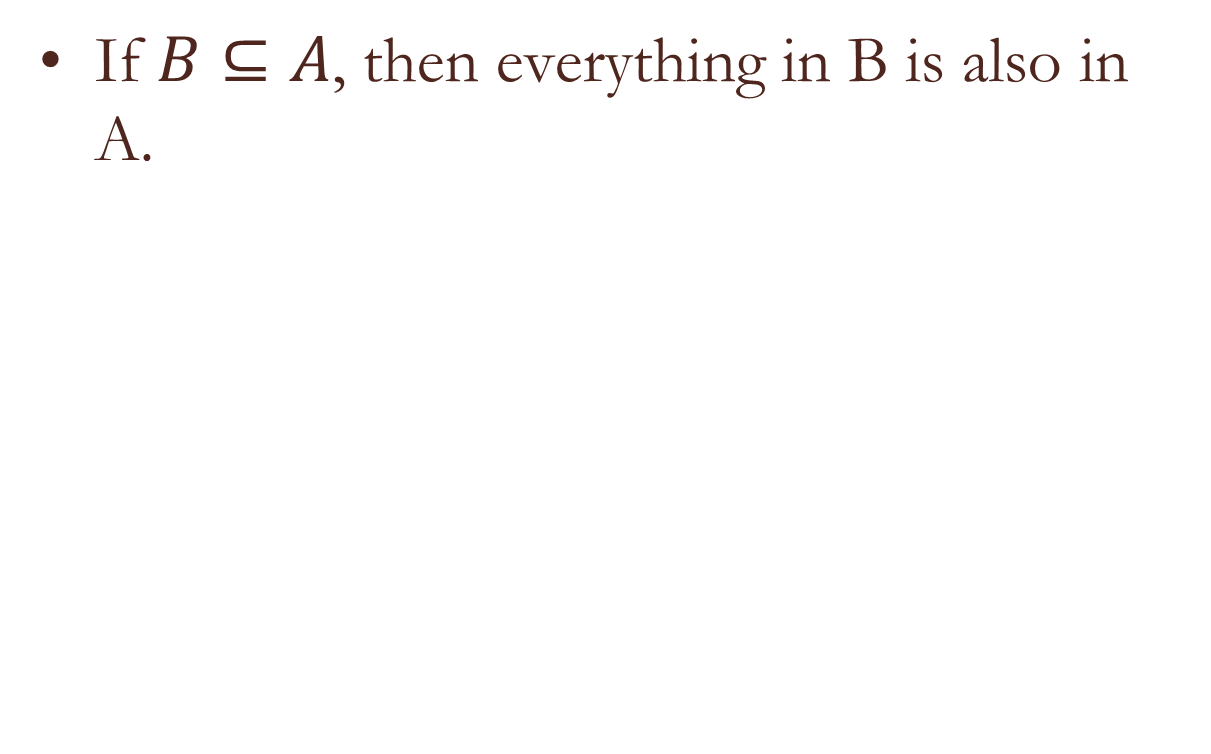 • If 𝐵 ⊆ 𝐴, then everything in B is also in
A.